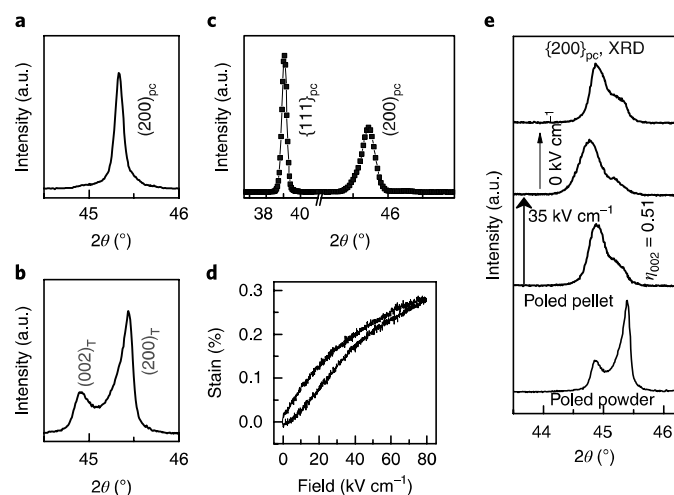 a
Intensity (a.u.)
(200)pc
45
46
2θ (°)
b
Intensity (a.u.)
(002)T
(200)T
45
46
2θ (°)
c
Intensity (a.u.)
{111}pc
(200)pc
38
40
46
2θ (°)
d
Stain (%)
0.3
0.2
0.1
0.0
0
20
40
60
80
Field (kV cm−1)
e
Intensity (a.u.)
{200}pc, XRD
0 kV cm−1
35 kV cm−1
η002 = 0.51
Poled pellet
Poled powder
44
45
46
2θ (°)